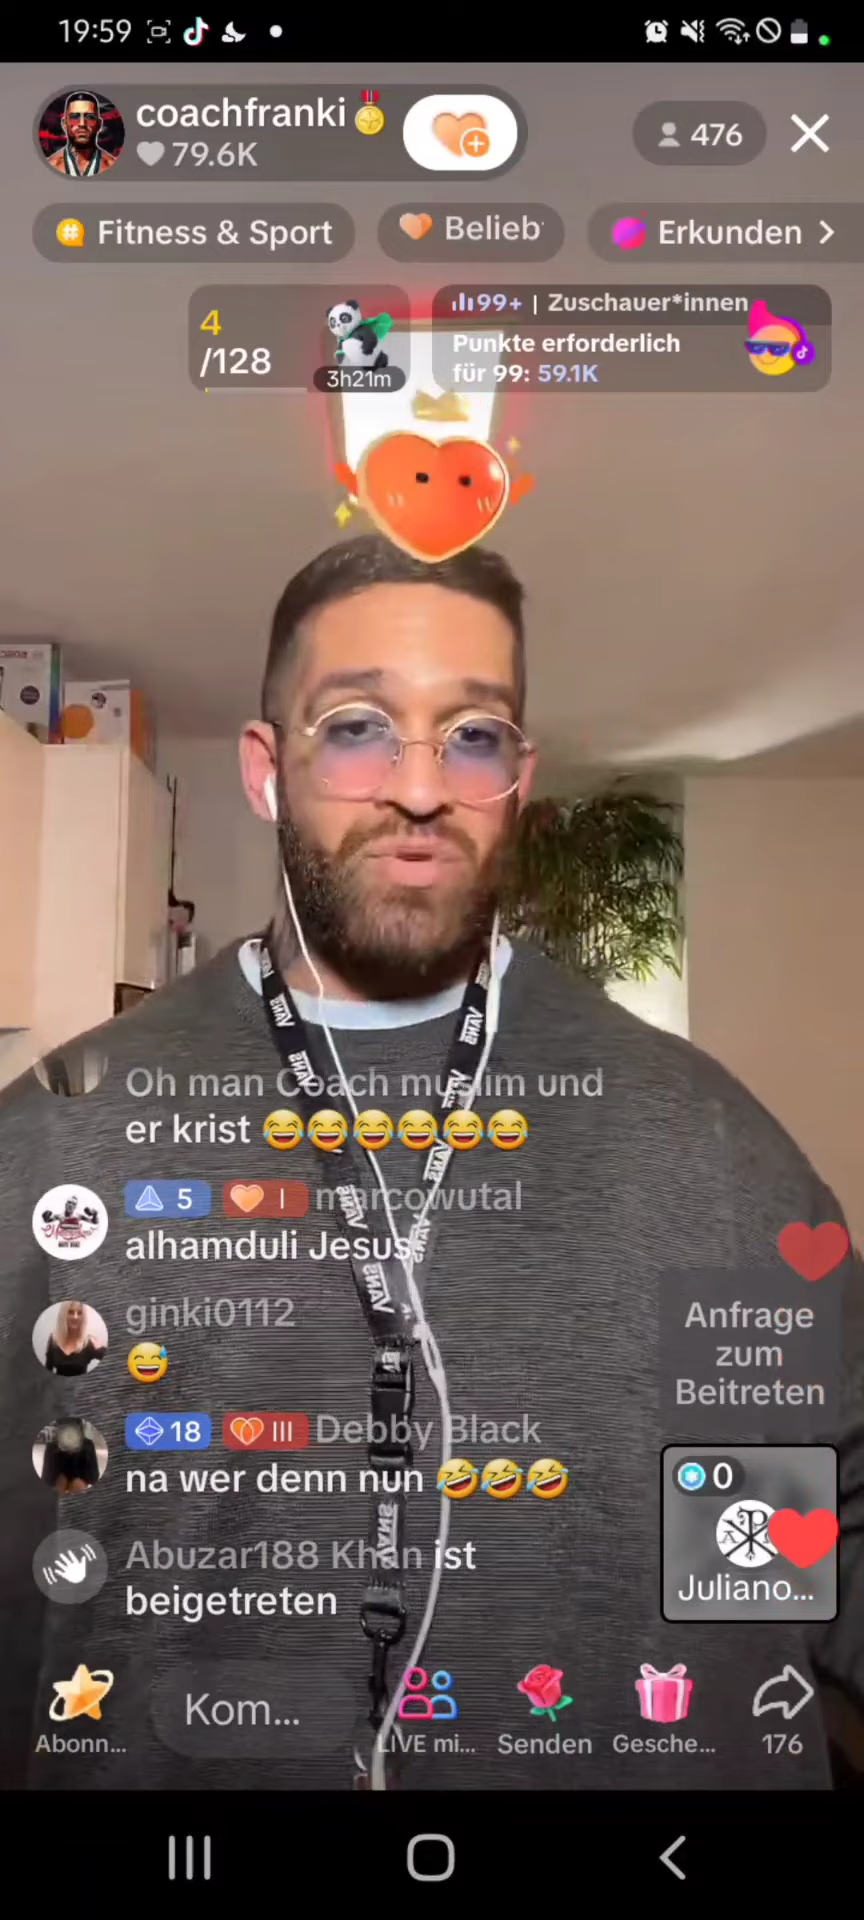 19:59
coachfranki
79.6K
476
Fitness & Sport
Belieb
Erkunden
4
/128
3h21m
99+ | Zuschauer*innen
Punkte erforderlich
für 99: 59.1K
VANS
Oh man Coach muslim und
er krist 😂😂😂😂😂😂
5 I marcowutal
alhamduli Jesus
ginki0112
😅
18 III Debby Black
na wer denn nun 🤣🤣🤣
Abuzar188 Khan ist
beigetreten
Anfrage
zum
Beitreten
0
Juliano...
Abonn...
Kom...
LIVE mi...
Senden
Gesche...
176